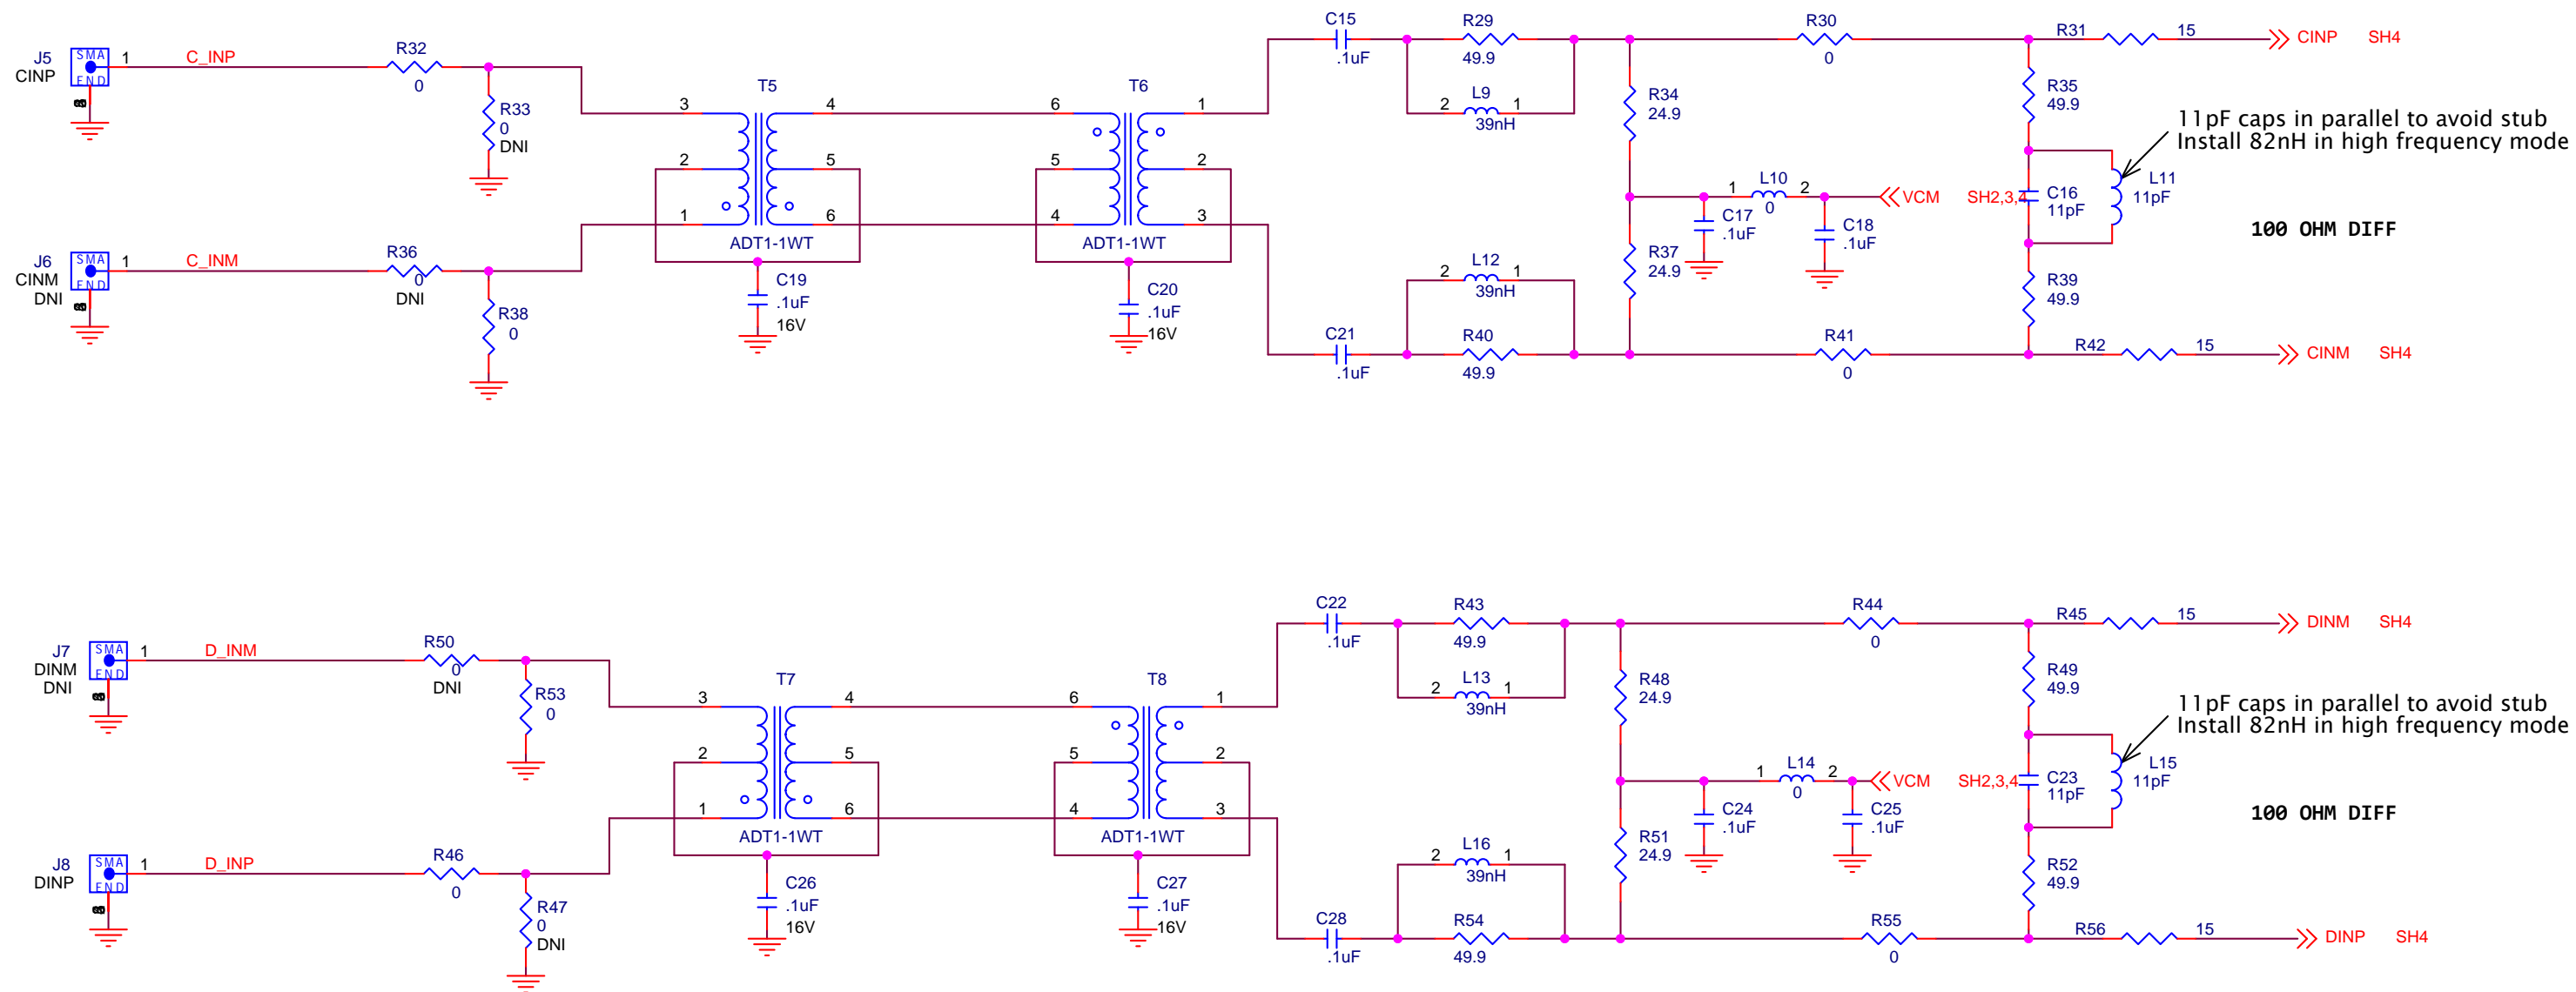 C15 R29 R30
J5 SMA 1 C_INP R32 R31 15 CINP SH4
CINP END 0 .1uF 49.9 0
R33 T5 T6 L9 R34 R35
0 3 4 6 1 2 1 24.9 49.9
DNI 39nH
11pF caps in parallel to avoid stub
Install 82nH in high frequency mode
2 5 5 2
L10 L11
1 2 VCM SH2,3,4 C16 11pF
0 11pF
1 6 4 3 C17 C18
.1uF .1uF
100 OHM DIFF
J6 SMA 1 C_INM R36 ADT1-1WT ADT1-1WT
CINM END 0 R37
DNI DNI 24.9
L12 R39
2 1 49.9
39nH
C19 C20
.1uF .1uF
16V 16V
R38
0
C21 R40 R41 R42 15 CINM SH4
.1uF 49.9 0
C22 R43 R44
R45 15 DINM SH4
.1uF 49.9 0
J7 SMA 1 D_INM R50
DINM END 0
DNI DNI
R53 T7 T8 L13 R48 R49
0 2 1 24.9 49.9
39nH
3 4 6 1
11pF caps in parallel to avoid stub
Install 82nH in high frequency mode
2 5 5 2
L14 L15
1 2 VCM SH2,3,4 C23 11pF
0 11pF
1 6 4 3 C24 C25
.1uF .1uF
100 OHM DIFF
ADT1-1WT ADT1-1WT R51
24.9
J8 SMA 1 D_INP R46
DINP END 0
L16 R52
2 1 49.9
39nH
C26 C27
.1uF .1uF
16V 16V
R47
0
DNI
C28 R54 R55 R56 15 DINP SH4
.1uF 49.9 0